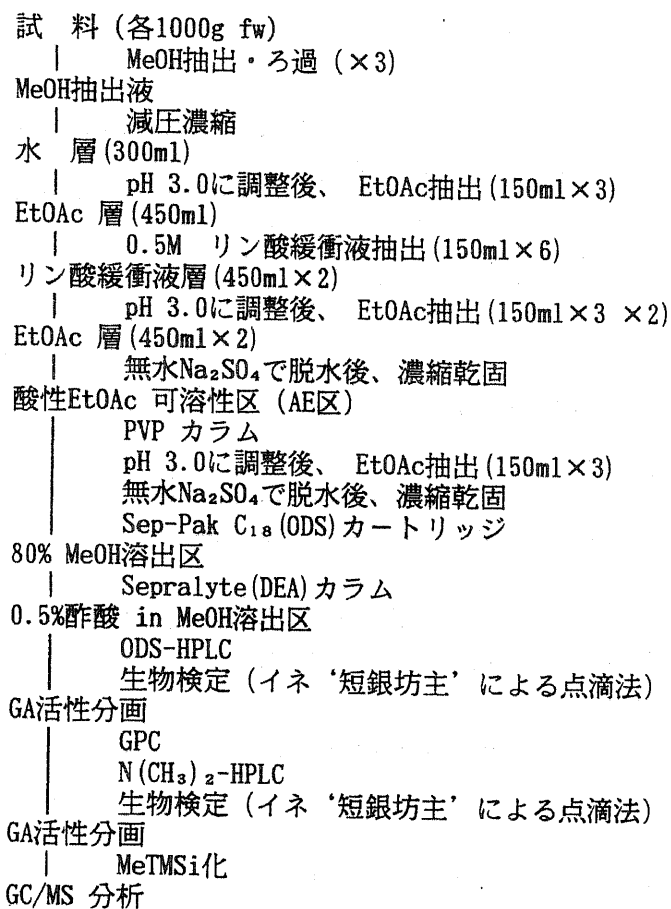 試 料 (各1000g fw)
MeOH抽出・ろ過 (×3)
MeOH抽出液
減圧濃縮
水 層(300ml)
pH 3.0に調整後、 EtOAc抽出(150ml×3)
EtOAc 層(450ml)
0.5M リン酸緩衝液抽出(150ml×6)
リン酸緩衝液層(450ml×2)
pH 3.0に調整後、 EtOAc抽出(150ml×3 ×2)
EtOAc 層(450ml×2)
無水Na₂SO₄で脱水後、濃縮乾固
酸性EtOAc 可溶性区 (AE区)
PVP カラム
pH 3.0に調整後、 EtOAc抽出(150ml×3)
無水Na₂SO₄で脱水後、濃縮乾固
Sep-Pak C₁₈(ODS)カートリッジ
80% MeOH溶出区
Sepralyte(DEA)カラム
0.5%酢酸 in MeOH溶出区
ODS-HPLC
生物検定 (イネ‘短銀坊主’による点滴法)
GA活性分画
GPC
N(CH₃)₂-HPLC
生物検定 (イネ‘短銀坊主’による点滴法)
GA活性分画
MeTMSi化
GC/MS 分析